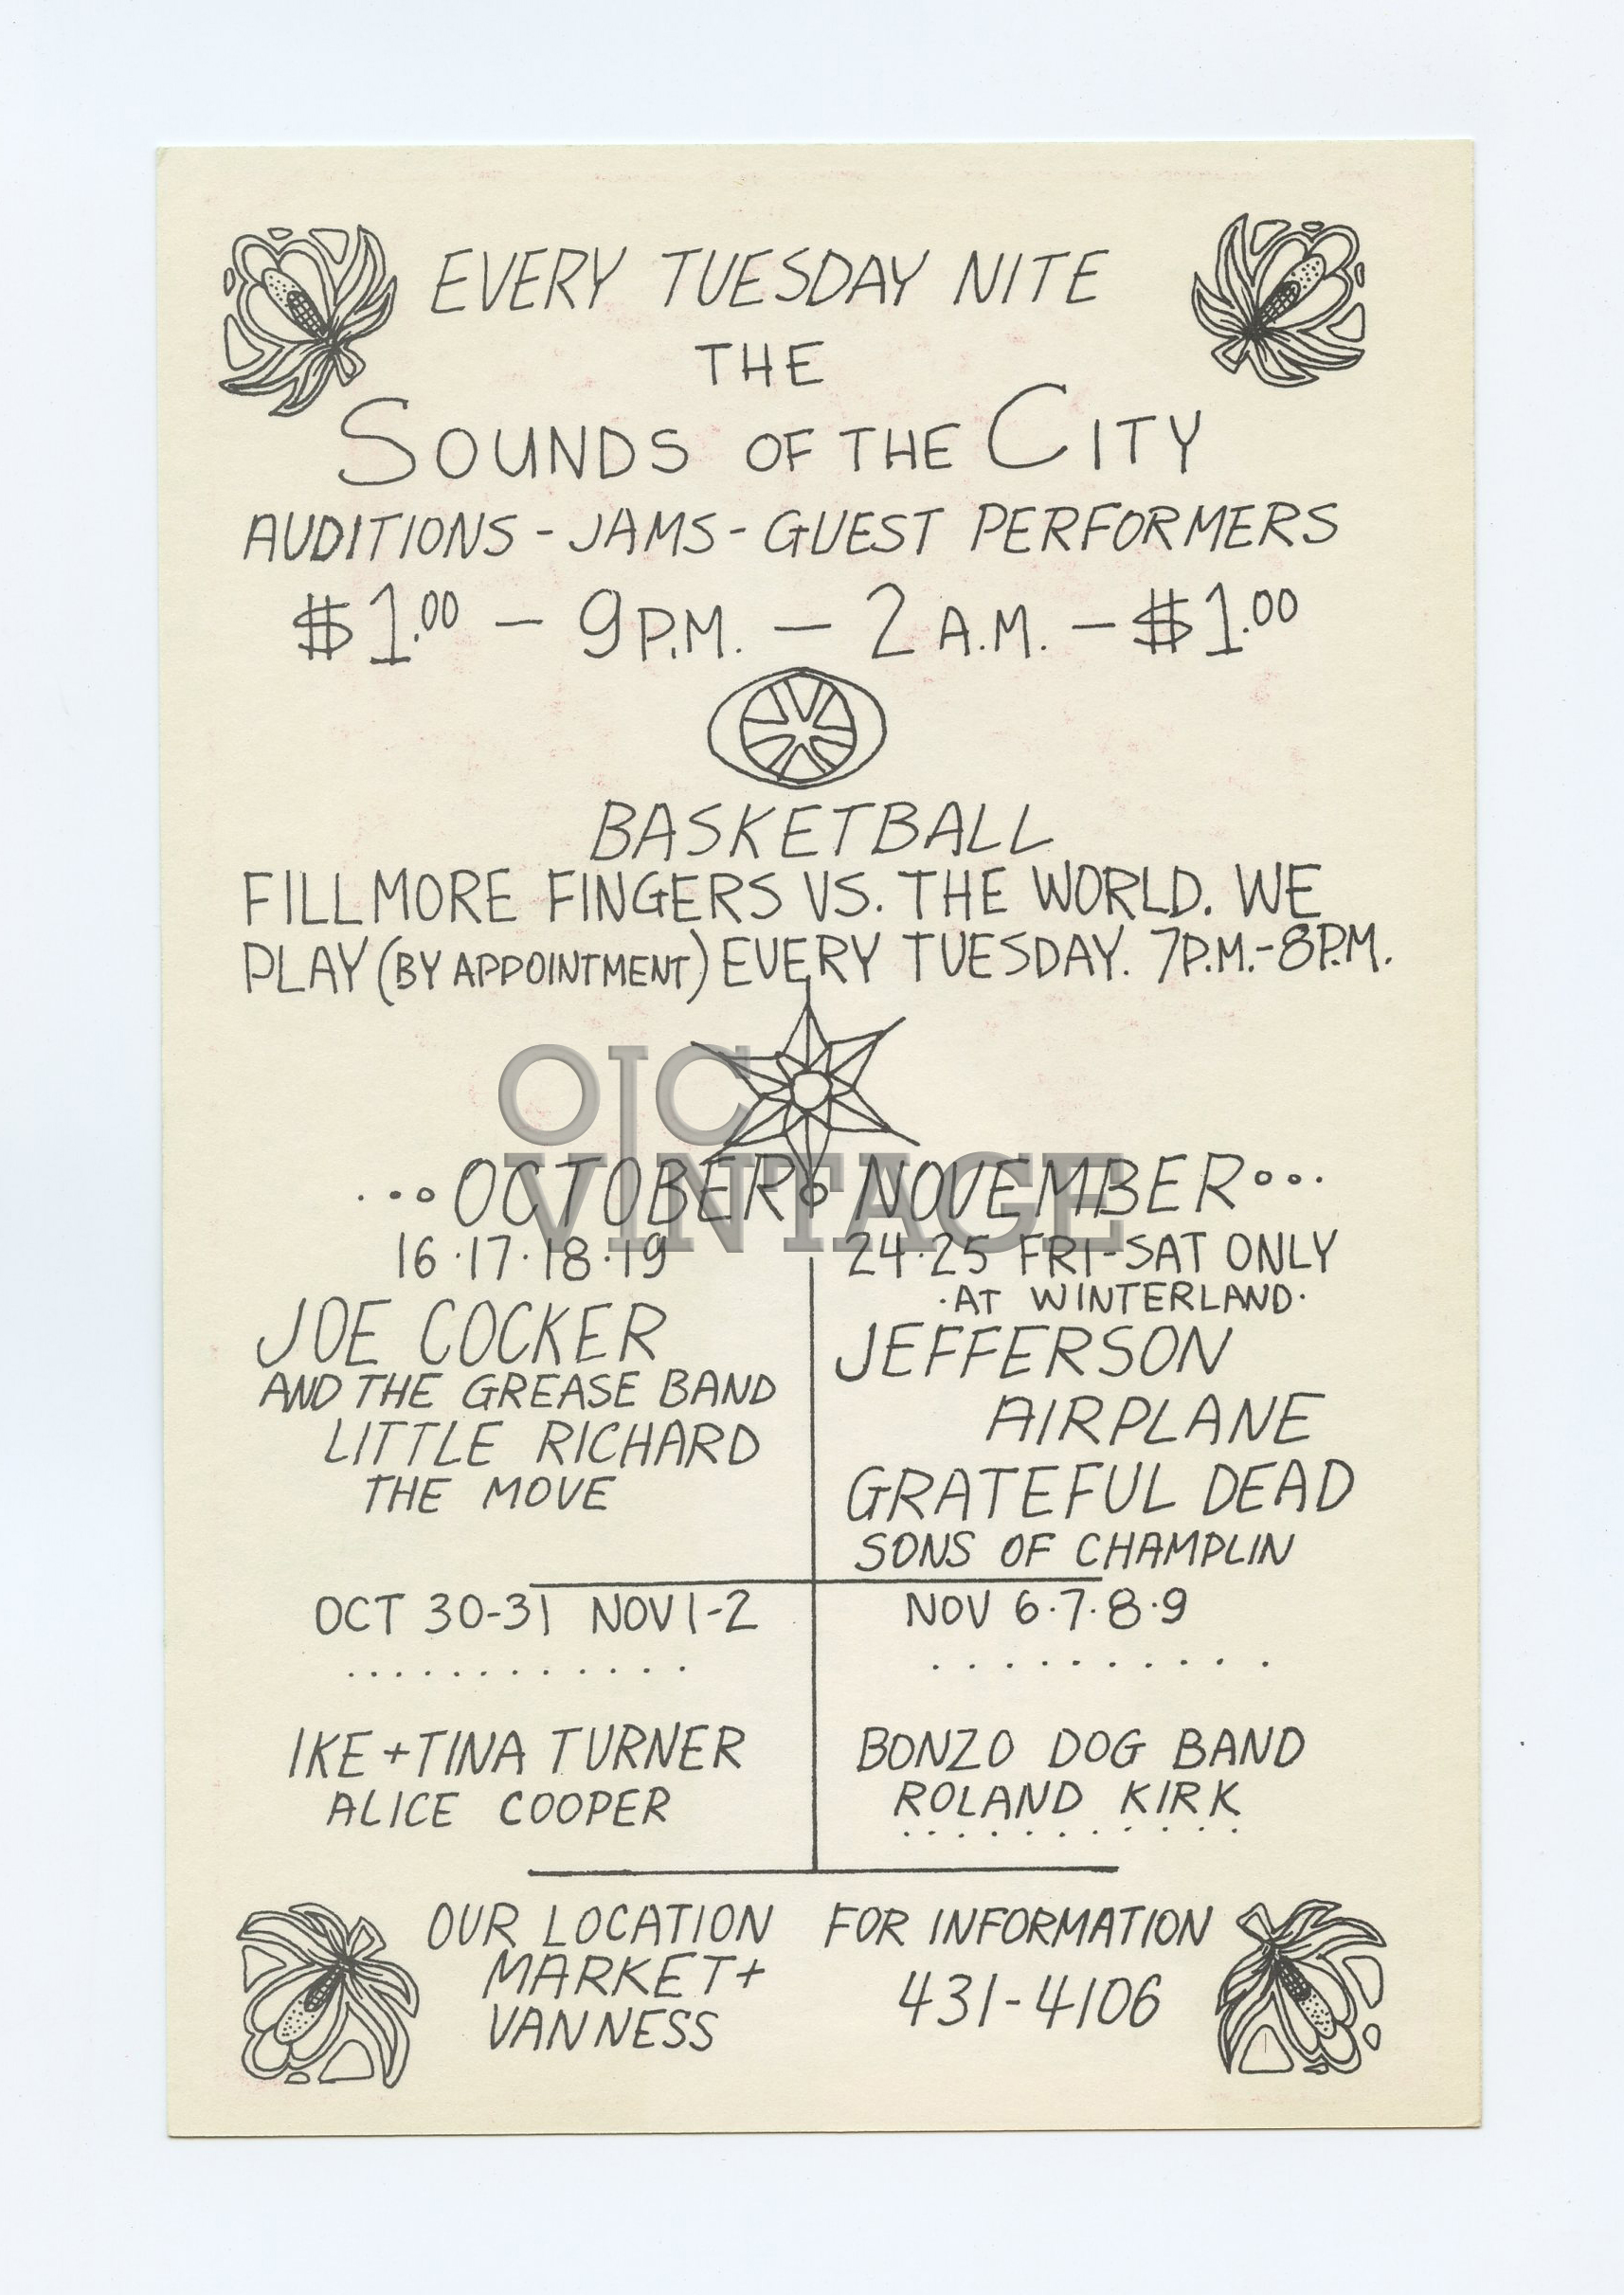 EVERY TUESDAY NITE
THE
SOUNDS OF THE CITY
AUDITIONS - JAMS - GUEST PERFORMERS
$1.00 — 9 P.M. — 2 A.M. — $1.00
BASKETBALL
FILLMORE FINGERS VS. THE WORLD. WE
PLAY (BY APPOINTMENT) EVERY TUESDAY. 7P.M.-8P.M.
OJC
VINTAGE
OCTOBER NOVEMBER
16·17·18·19
JOE COCKER
AND THE GREASE BAND
LITTLE RICHARD
THE MOVE
24·25 FRI-SAT ONLY
·AT WINTERLAND·
JEFFERSON
AIRPLANE
GRATEFUL DEAD
SONS OF CHAMPLIN
OCT 30-31 NOV 1-2
IKE + TINA TURNER
ALICE COOPER
NOV 6·7·8·9
BONZO DOG BAND
ROLAND KIRK
OUR LOCATION
MARKET +
VAN NESS
FOR INFORMATION
431-4106